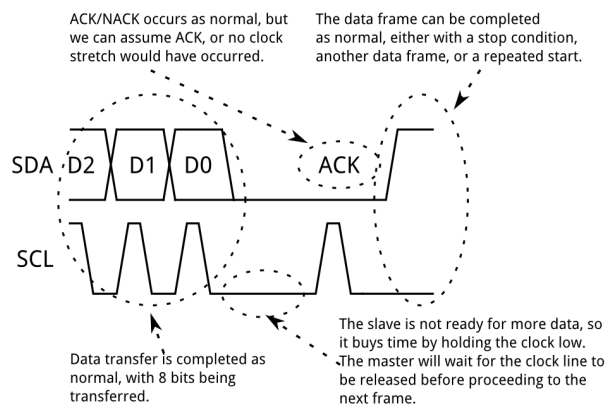 ACK/NACK occurs as normal, but
we can assume ACK, or no clock
stretch would have occurred.
The data frame can be completed
as normal, either with a stop condition,
another data frame, or a repeated start.
SDA D2 D1 D0 ACK
SCL
Data transfer is completed as
normal, with 8 bits being
transferred.
The slave is not ready for more data, so
it buys time by holding the clock low.
The master will wait for the clock line to
be released before proceeding to the
next frame.